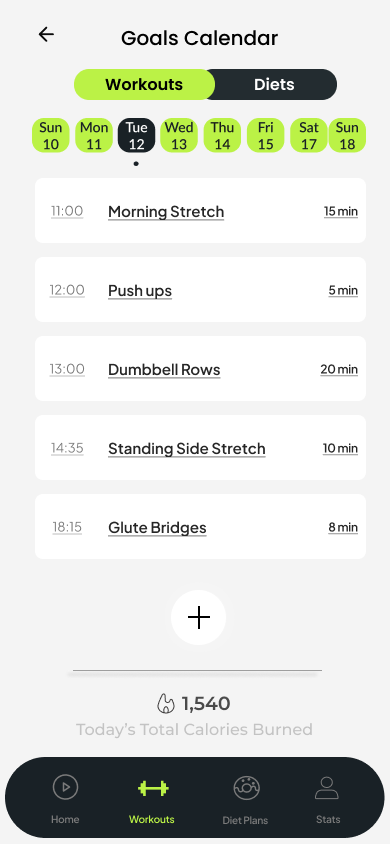 Goals Calendar
Workouts Diets
Sun Mon Tue Wed Thu Fri Sat Sun
10 11 12 13 14 15 17 18
11:00 Morning Stretch 15 min
12:00 Push ups 5 min
13:00 Dumbbell Rows 20 min
14:35 Standing Side Stretch 10 min
18:15 Glute Bridges 8 min
1,540
Today's Total Calories Burned
Home Workouts Diet Plans Stats